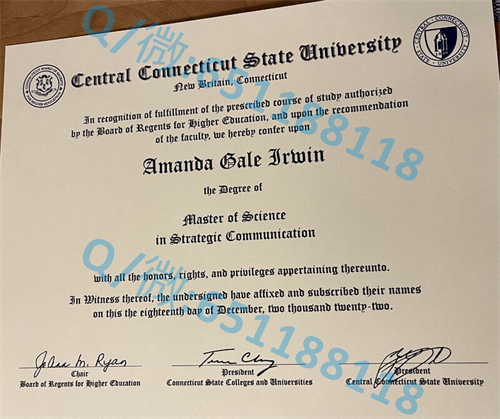 Central Connecticut State University
New Britain, Connecticut
In recognition of fulfillment of the prescribed course of study authorized
by the Board of Regents for Higher Education, and upon the recommendation
of the faculty, we hereby confer upon
Amanda Gale Irwin
the Degree of
Master of Science
in Strategic Communication
with all the honors, rights, and privileges appertaining thereunto.
In Witness thereof, the undersigned have affixed and subscribed their names
on this the eighteenth day of December, two thousand twenty-two.
Chair
Board of Regents for Higher Education
President
Connecticut State Colleges and Universities
President
Central Connecticut State University
Q/微:651188118
Q/微:651188118